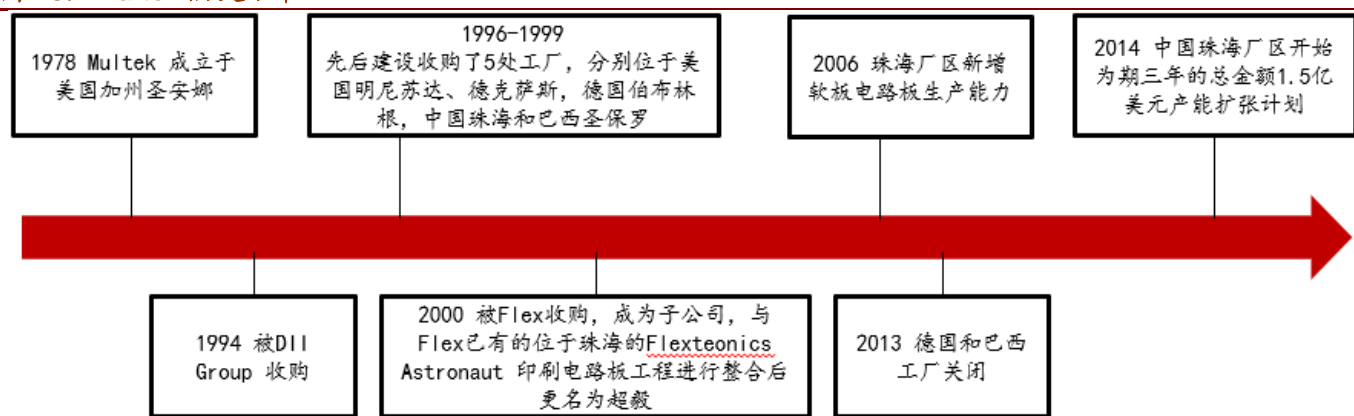 1978 Multek 成立于
美国加州圣安娜
1996-1999
先后建设收购了5处工厂, 分别位于美
国明尼苏达、德克萨斯, 德国伯布林
根, 中国珠海和巴西圣保罗
2006 珠海厂区新增
软板电路板生产能力
2014 中国珠海厂区开始
为期三年的总金额1.5亿
美元产能扩张计划
1994 被DII
Group 收购
2000 被Flex收购, 成为子公司, 与
Flex已有的位于珠海的Flexteonics
Astronaut 印刷电路板工程进行整合后
更名为超毅
2013 德国和巴西
工厂关闭